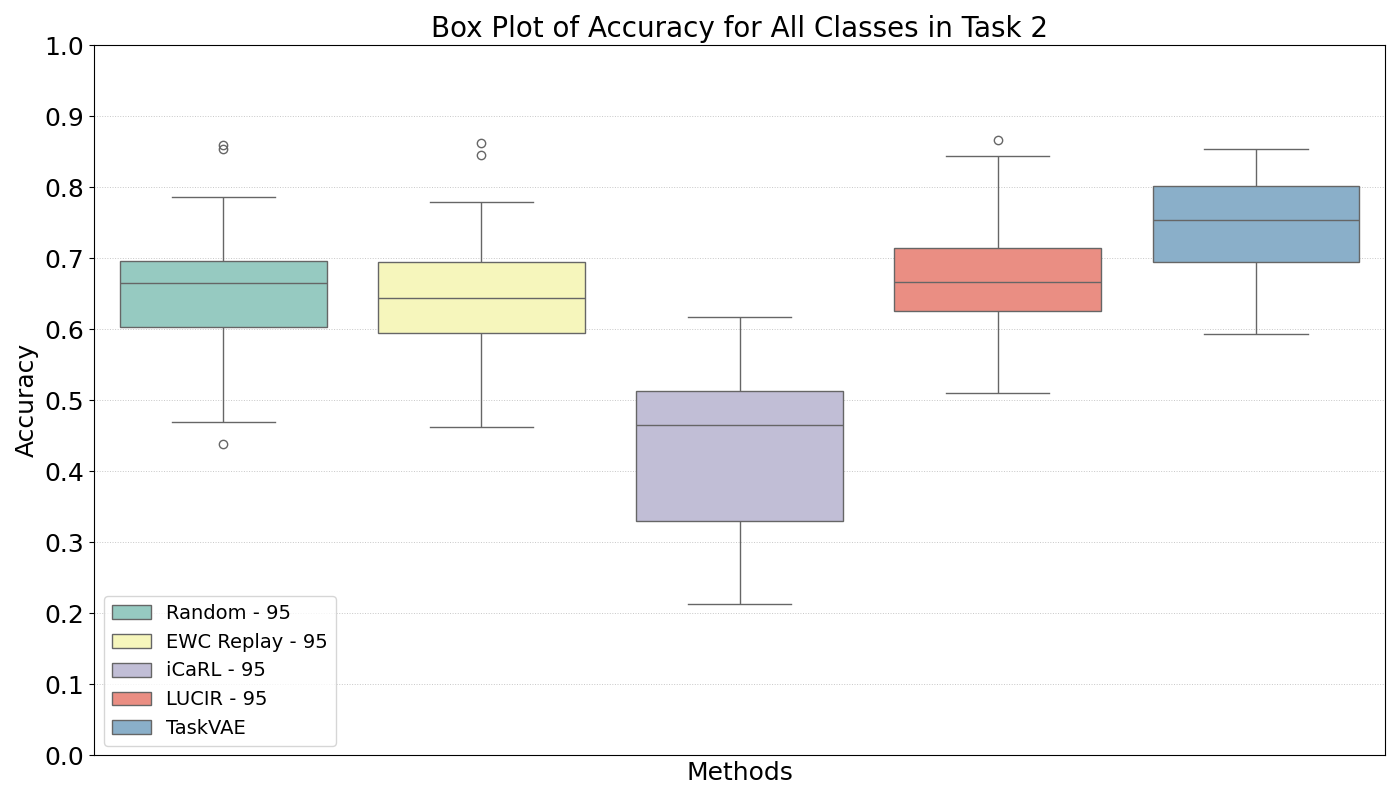 Box Plot of Accuracy for All Classes in Task 2
1.0
0.9
0.8
0.7
0.6
0.5
0.4
0.3
0.2
0.1
0.0
Accuracy
Methods
Random - 95
EWC Replay - 95
iCaRL - 95
LUCIR - 95
TaskVAE